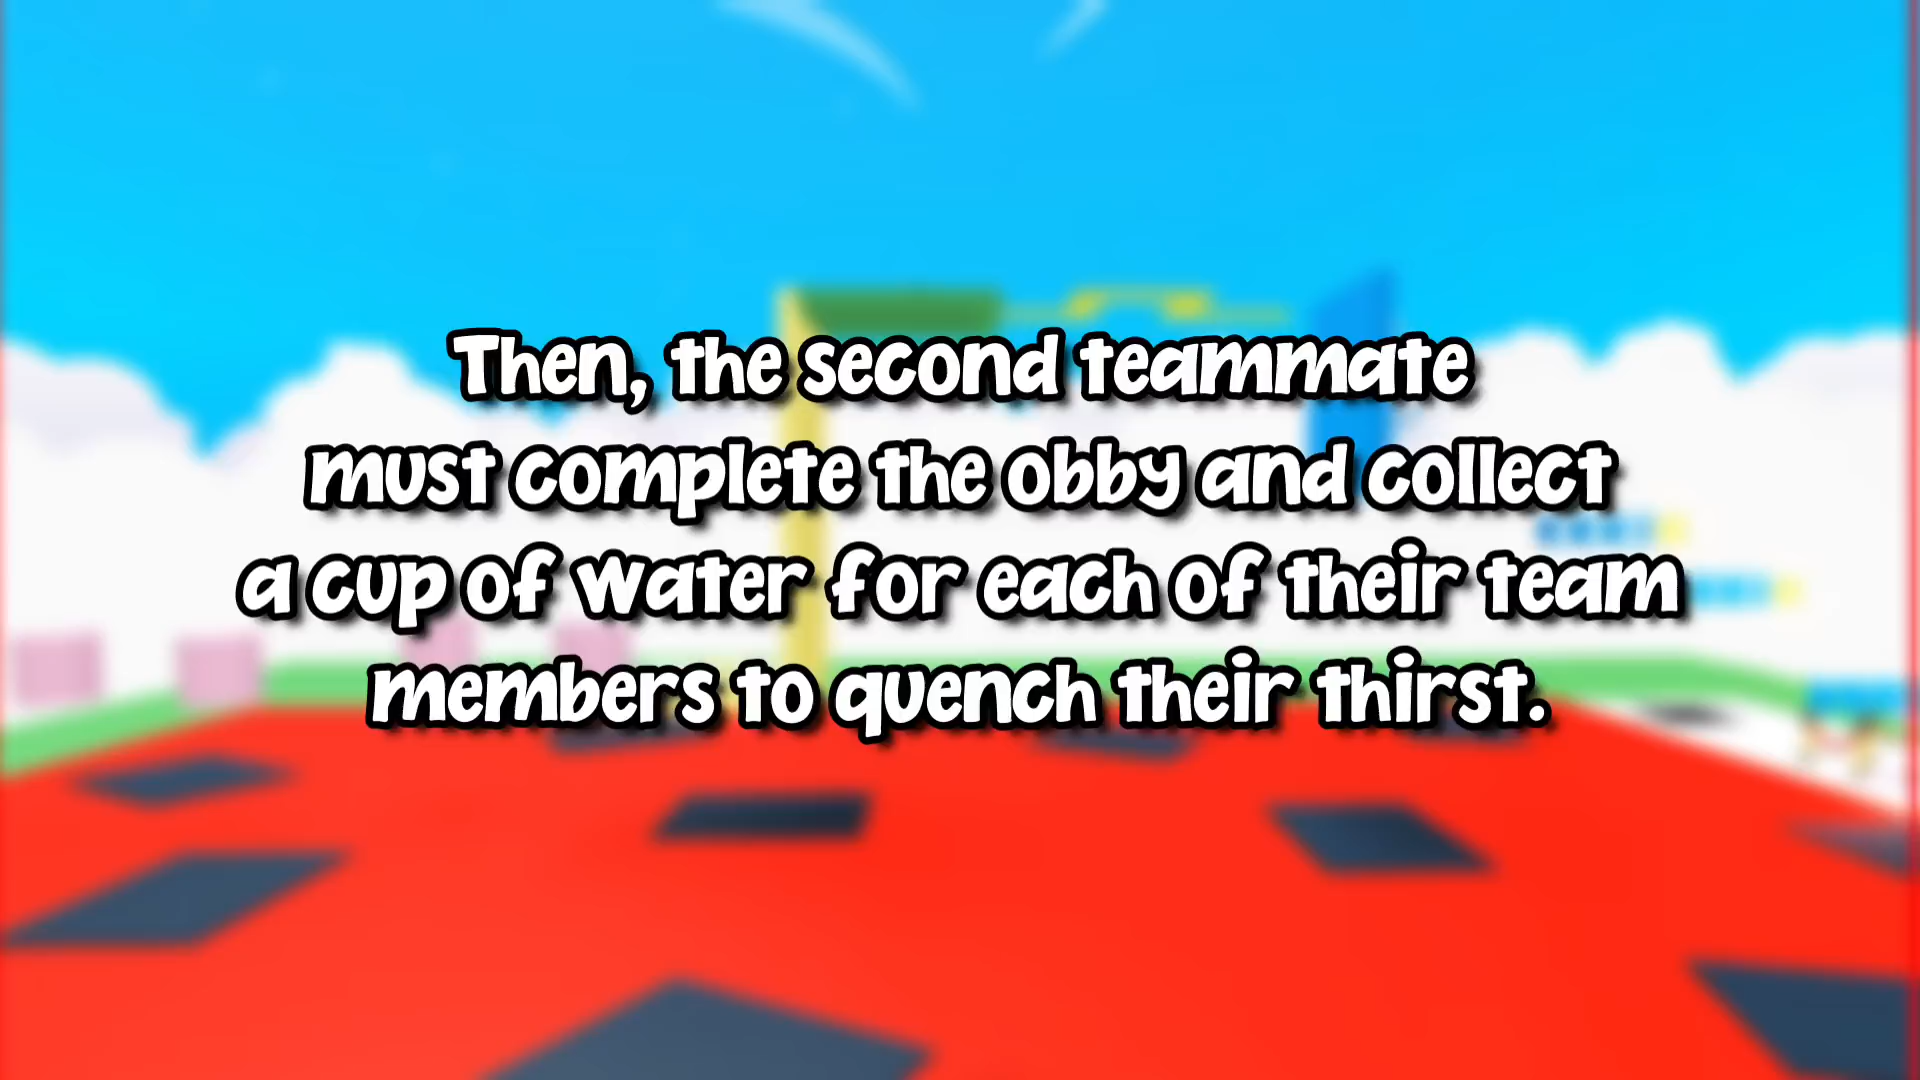 Then, the second teammate
must complete the obby and collect
a cup of water for each of their team
members to quench their thirst.